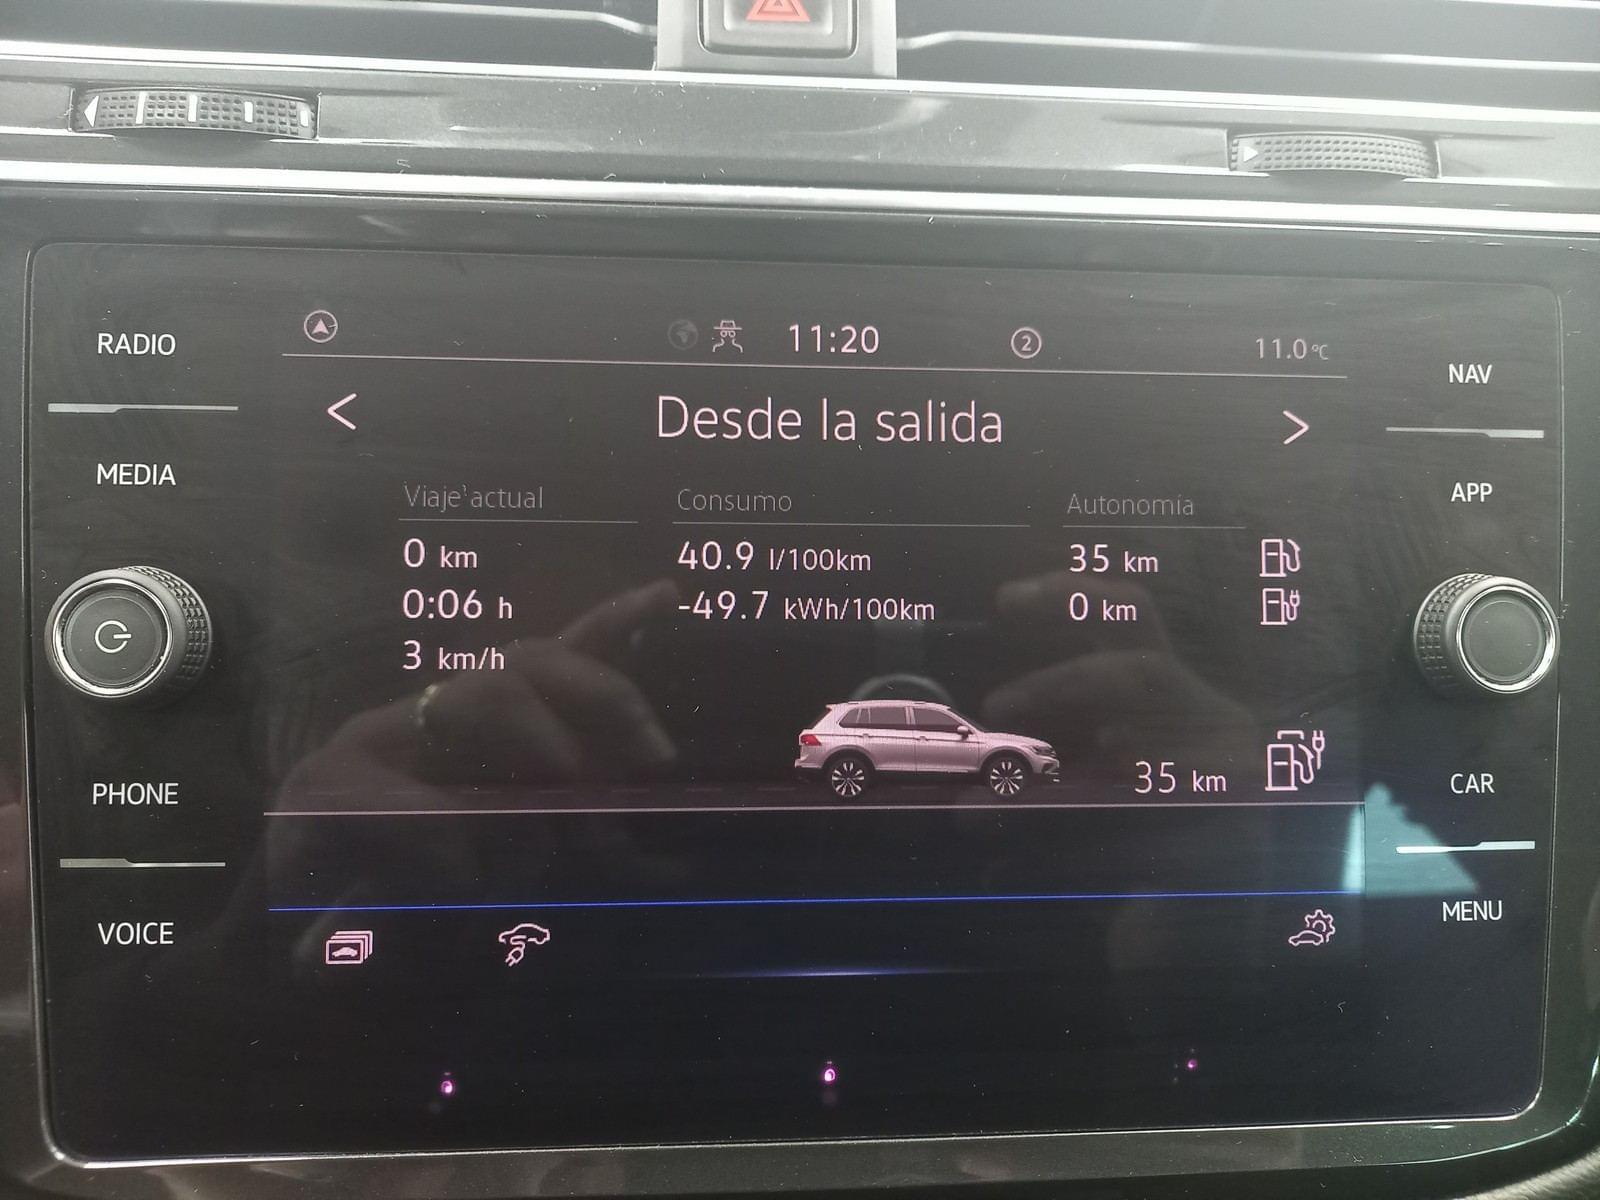 RADIO
MEDIA
PHONE
VOICE
11:20
2
11.0 °C
< Desde la salida >
Viaje actual
0 km
0:06 h
3 km/h
Consumo
40.9 l/100km
-49.7 kWh/100km
Autonomía
35 km
0 km
35 km
NAV
APP
CAR
MENU